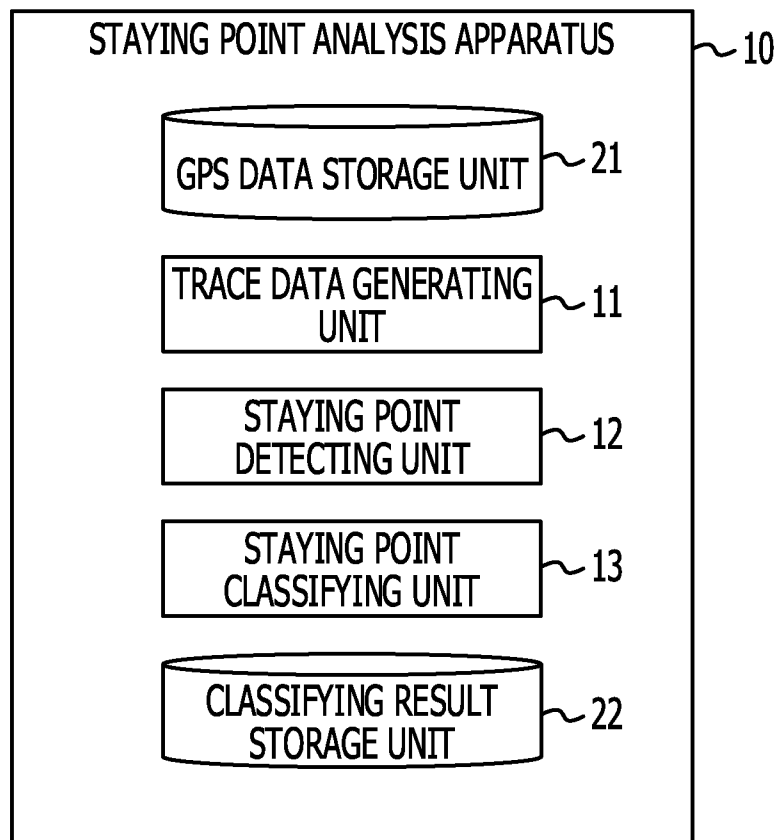 STAYING POINT ANALYSIS APPARATUS
10
GPS DATA STORAGE UNIT
21
TRACE DATA GENERATING
UNIT
11
STAYING POINT
DETECTING UNIT
12
STAYING POINT
CLASSIFYING UNIT
13
CLASSIFYING RESULT
STORAGE UNIT
22